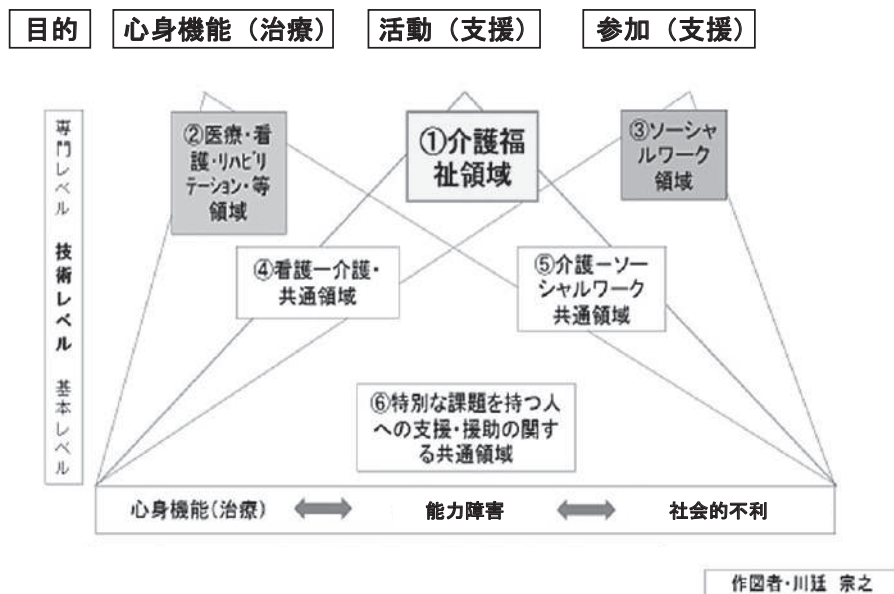 目的 心身機能（治療） 活動（支援） 参加（支援）
専門レベル 技術レベル 基本レベル
②医療・看
護・リハビリ
テーション・等
領域
①介護福
祉領域
③ソーシャ
ルワーク
領域
④看護ー介護・
共通領域
⑤介護ーソー
シャルワーク
共通領域
⑥特別な課題を持つ人
への支援・援助の関す
る共通領域
心身機能(治療) 能力障害 社会的不利
作図者・川廷 宗之